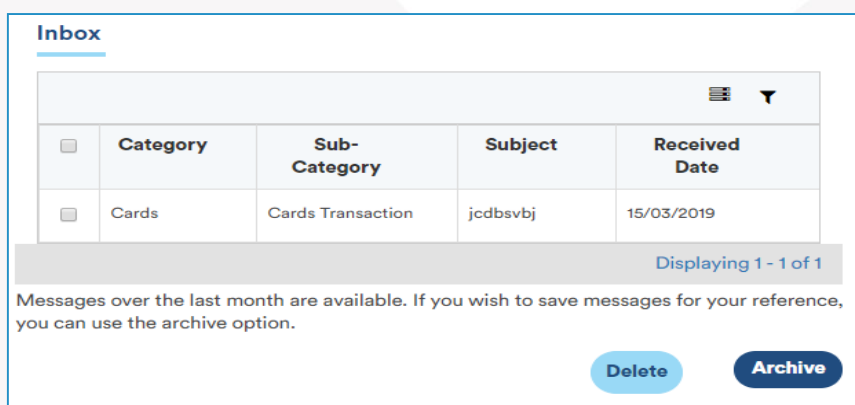 Inbox
Category Sub-Category Subject Received Date
Cards Cards Transaction jcdbsvbj 15/03/2019
Displaying 1 - 1 of 1
Messages over the last month are available. If you wish to save messages for your reference,
you can use the archive option.
Delete Archive